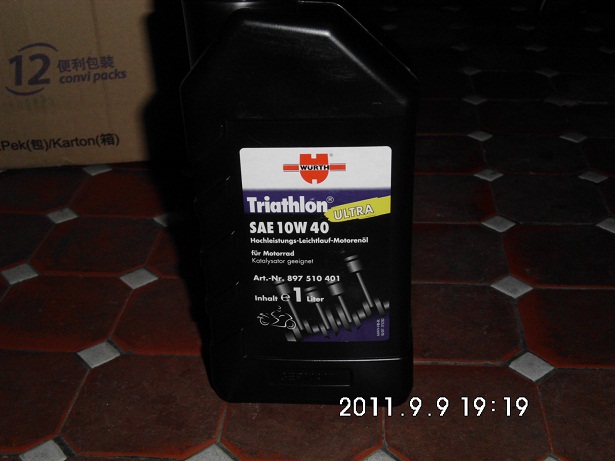 12 便利包裝
convi packs
Pek(包)/Karton(箱)
WÜRTH
Triathlon®
ULTRA
SAE 10W 40
Hochleistungs-Leichtlauf-Motorenöl
für Motorrad
Katalysator geeignet
Art.-Nr. 897 510 401
Inhalt ℮ 1 Liter
2011.9.9 19:19